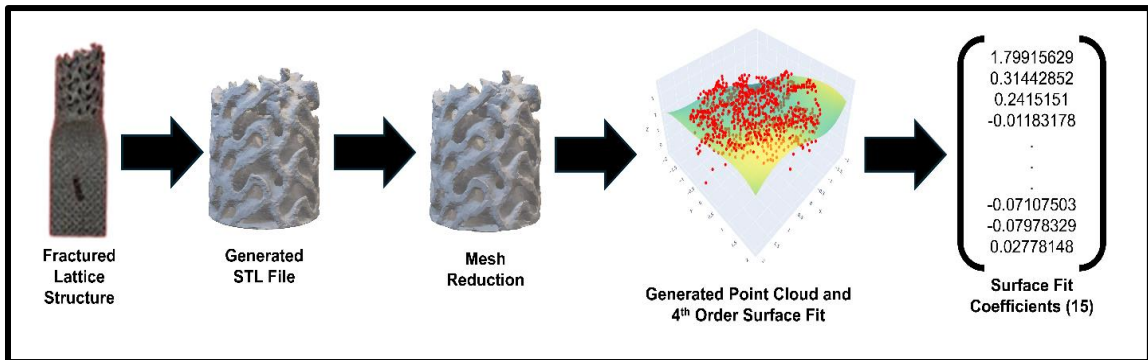 Fractured
Lattice
Structure
Generated
STL File
Mesh
Reduction
Generated Point Cloud and
4th Order Surface Fit
1.79915629
0.31442852
0.2415151
-0.01183178
.
.
.
-0.07107503
-0.07978329
0.02778148
Surface Fit
Coefficients (15)